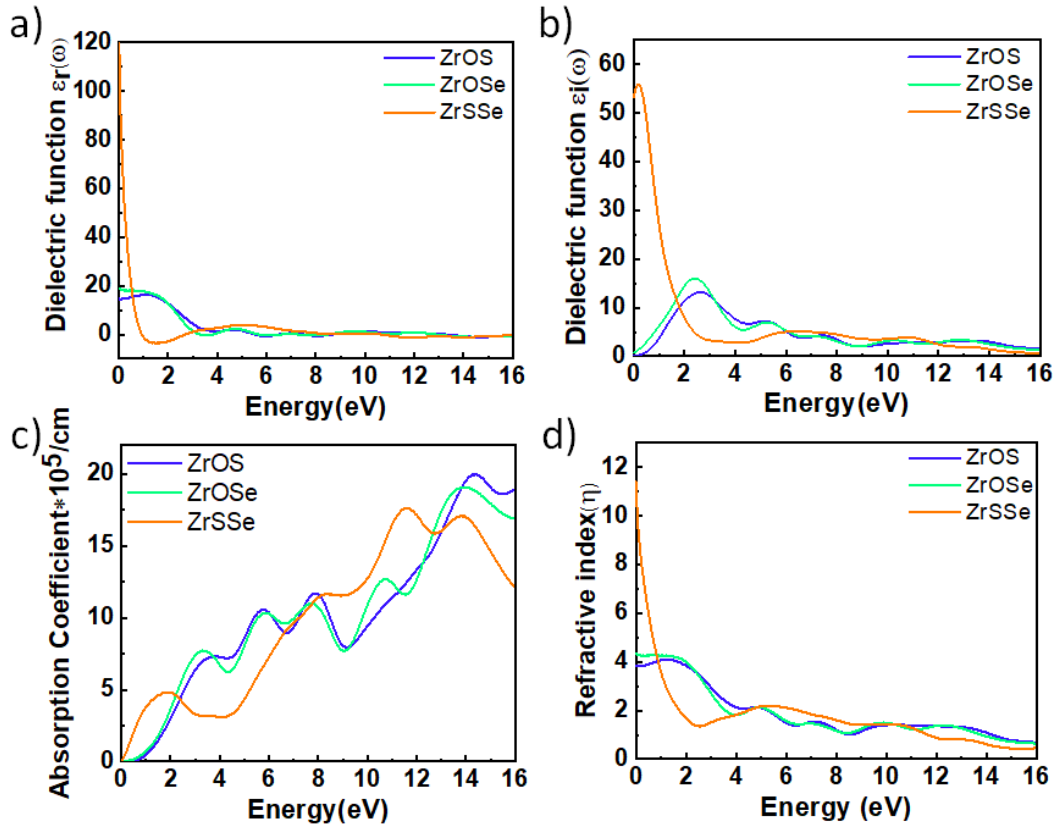 a)
Dielectric function εr(ω)
120
100
80
60
40
20
0
0 2 4 6 8 10 12 14 16
Energy(eV)
ZrOS
ZrOSe
ZrSSe
b)
Dielectric function εi(ω)
60
50
40
30
20
10
0
0 2 4 6 8 10 12 14 16
Energy(eV)
ZrOS
ZrOSe
ZrSSe
c)
Absorption Coefficient*10⁵/cm
20
15
10
5
0
0 2 4 6 8 10 12 14 16
Energy(eV)
ZrOS
ZrOSe
ZrSSe
d)
Refractive index(η)
12
10
8
6
4
2
0
0 2 4 6 8 10 12 14 16
Energy (eV)
ZrOS
ZrOSe
ZrSSe